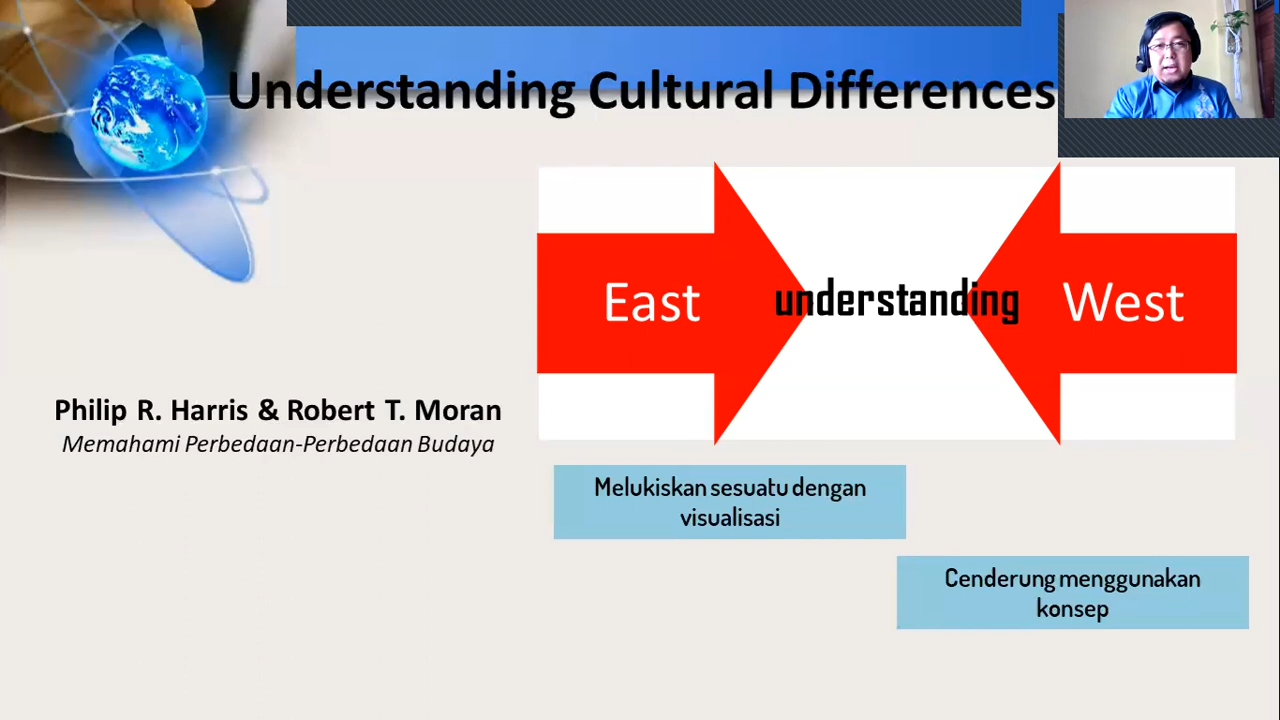 Understanding Cultural Differences
East
understanding
West
Philip R. Harris & Robert T. Moran
Memahami Perbedaan-Perbedaan Budaya
Melukiskan sesuatu dengan
visualisasi
Cenderung menggunakan
konsep